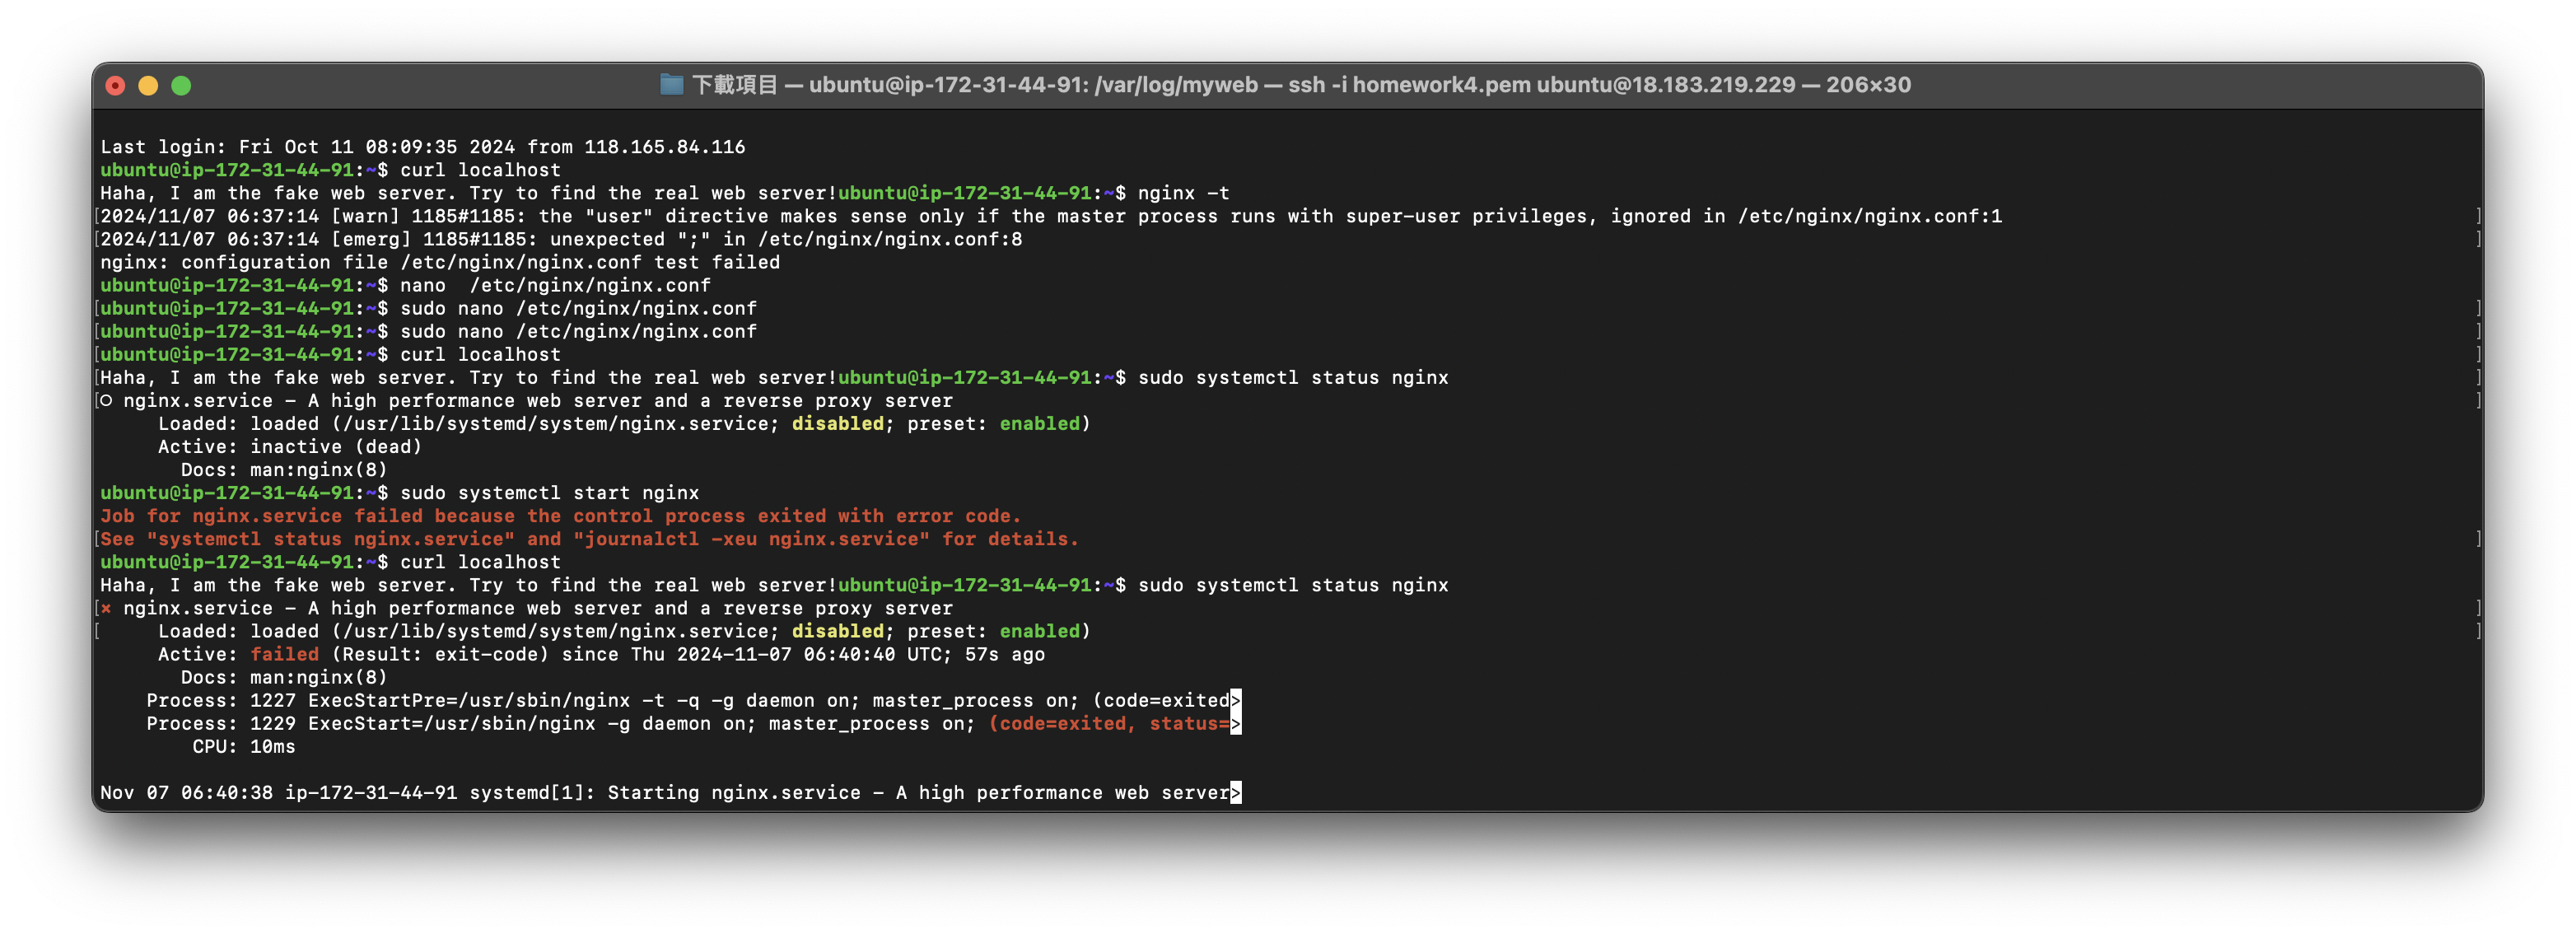 下載項目 — ubuntu@ip-172-31-44-91: /var/log/myweb — ssh -i homework4.pem ubuntu@18.183.219.229 — 206×30
Last login: Fri Oct 11 08:09:35 2024 from 118.165.84.116
ubuntu@ip-172-31-44-91:~$ curl localhost
Haha, I am the fake web server. Try to find the real web server!ubuntu@ip-172-31-44-91:~$ nginx -t
[2024/11/07 06:37:14 [warn] 1185#1185: the "user" directive makes sense only if the master process runs with super-user privileges, ignored in /etc/nginx/nginx.conf:1 ]
[2024/11/07 06:37:14 [emerg] 1185#1185: unexpected ";" in /etc/nginx/nginx.conf:8 ]
nginx: configuration file /etc/nginx/nginx.conf test failed
ubuntu@ip-172-31-44-91:~$ nano  /etc/nginx/nginx.conf
[ubuntu@ip-172-31-44-91:~$ sudo nano /etc/nginx/nginx.conf ]
[ubuntu@ip-172-31-44-91:~$ sudo nano /etc/nginx/nginx.conf ]
[ubuntu@ip-172-31-44-91:~$ curl localhost ]
[Haha, I am the fake web server. Try to find the real web server!ubuntu@ip-172-31-44-91:~$ sudo systemctl status nginx ]
[○ nginx.service - A high performance web server and a reverse proxy server ]
     Loaded: loaded (/usr/lib/systemd/system/nginx.service; disabled; preset: enabled)
     Active: inactive (dead)
       Docs: man:nginx(8)
ubuntu@ip-172-31-44-91:~$ sudo systemctl start nginx
Job for nginx.service failed because the control process exited with error code.
[See "systemctl status nginx.service" and "journalctl -xeu nginx.service" for details. ]
ubuntu@ip-172-31-44-91:~$ curl localhost
Haha, I am the fake web server. Try to find the real web server!ubuntu@ip-172-31-44-91:~$ sudo systemctl status nginx
[× nginx.service - A high performance web server and a reverse proxy server ]
[     Loaded: loaded (/usr/lib/systemd/system/nginx.service; disabled; preset: enabled) ]
     Active: failed (Result: exit-code) since Thu 2024-11-07 06:40:40 UTC; 57s ago
       Docs: man:nginx(8)
    Process: 1227 ExecStartPre=/usr/sbin/nginx -t -q -g daemon on; master_process on; (code=exited>
    Process: 1229 ExecStart=/usr/sbin/nginx -g daemon on; master_process on; (code=exited, status=>
        CPU: 10ms
Nov 07 06:40:38 ip-172-31-44-91 systemd[1]: Starting nginx.service - A high performance web server>